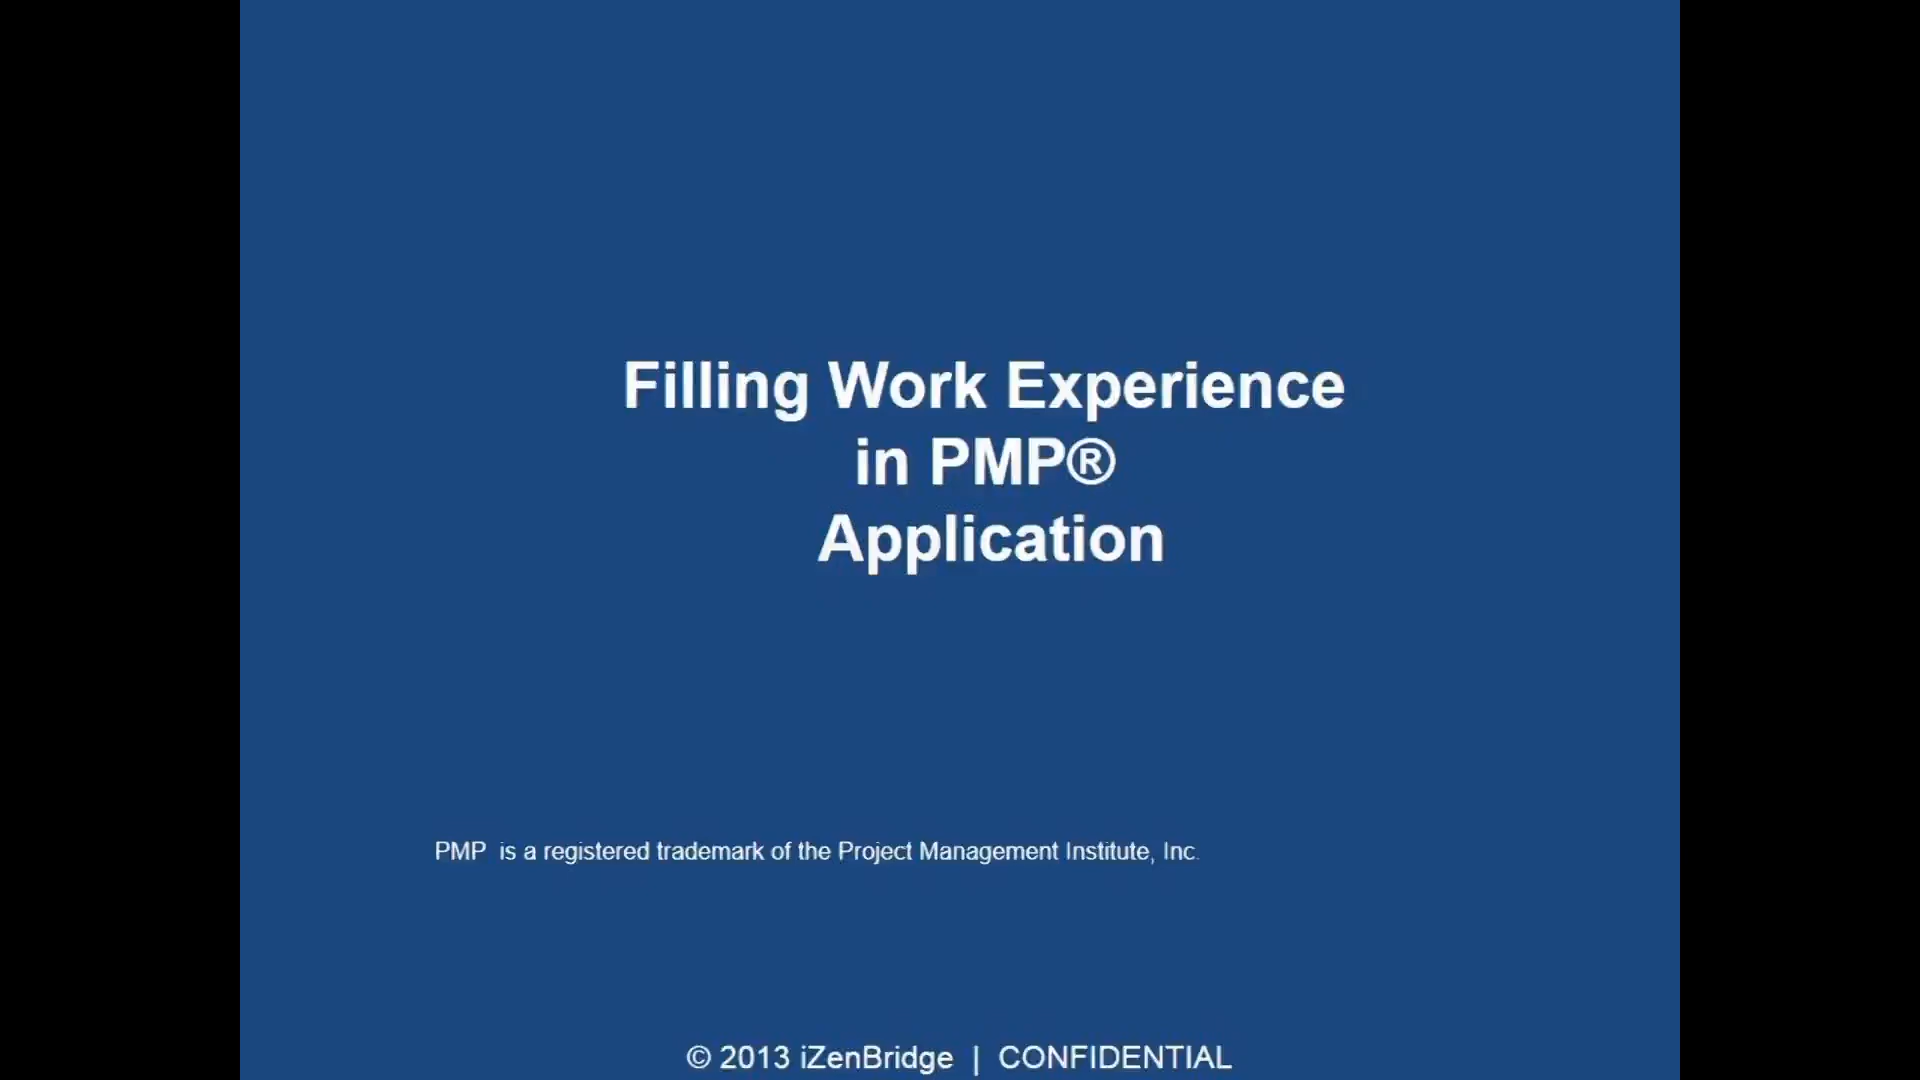 Filling Work Experience
in PMP®
Application
PMP is a registered trademark of the Project Management Institute, Inc.
© 2013 iZenBridge | CONFIDENTIAL